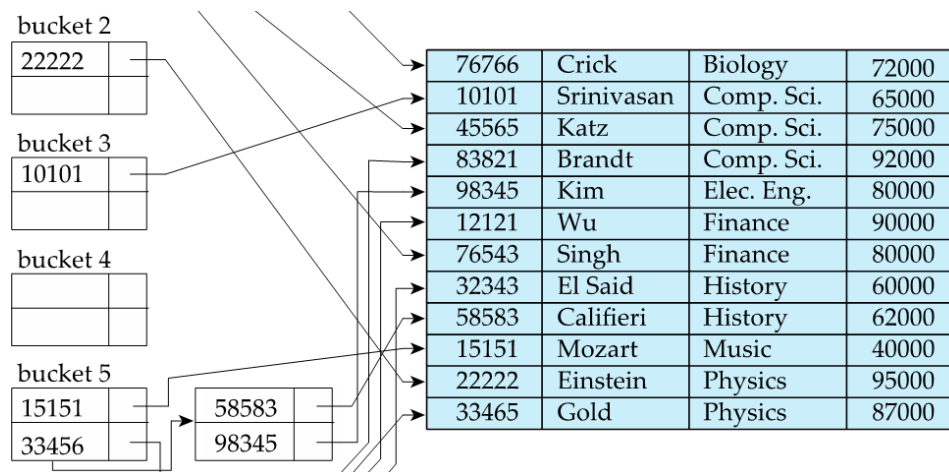 bucket 2
22222
bucket 3
10101
bucket 4
bucket 5
15151
33456
58583
98345
76766 Crick Biology 72000
10101 Srinivasan Comp. Sci. 65000
45565 Katz Comp. Sci. 75000
83821 Brandt Comp. Sci. 92000
98345 Kim Elec. Eng. 80000
12121 Wu Finance 90000
76543 Singh Finance 80000
32343 El Said History 60000
58583 Califieri History 62000
15151 Mozart Music 40000
22222 Einstein Physics 95000
33465 Gold Physics 87000